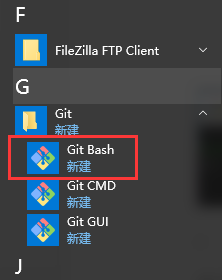 F
FileZilla FTP Client
G
Git
新建
Git Bash
新建
Git CMD
新建
Git GUI
新建
J